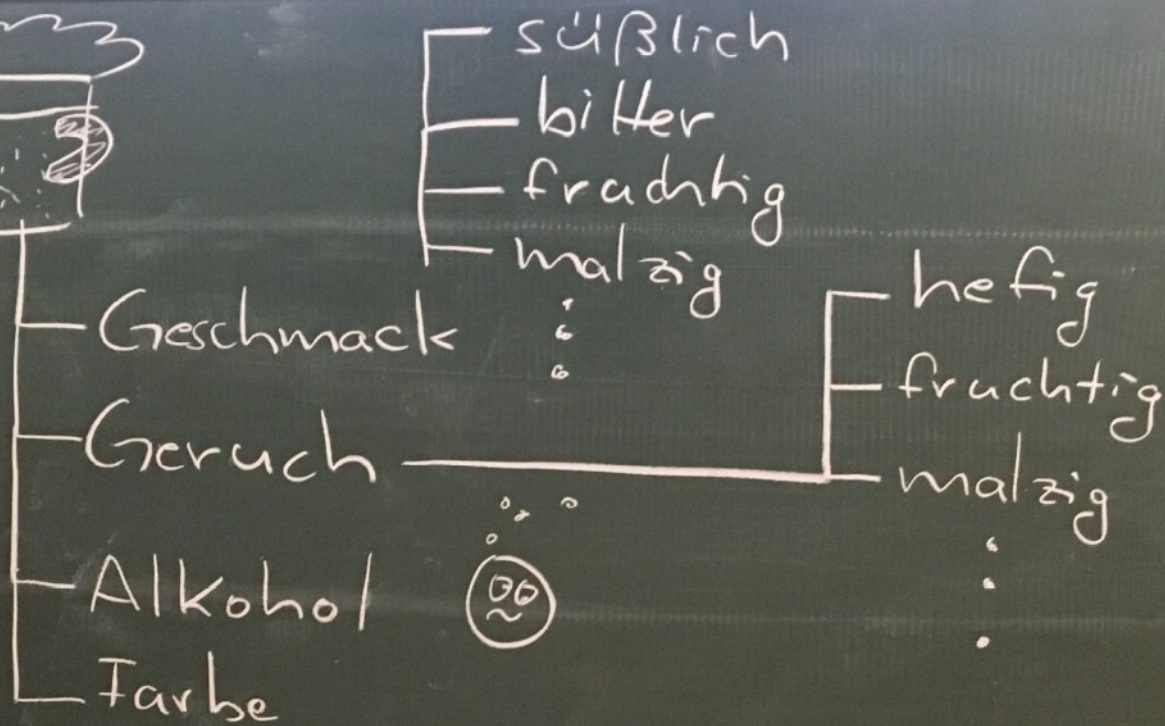 süßlich
bitter
fruchtig
malzig
Geschmack
hefig
fruchtig
Geruch
malzig
Alkohol
Farbe